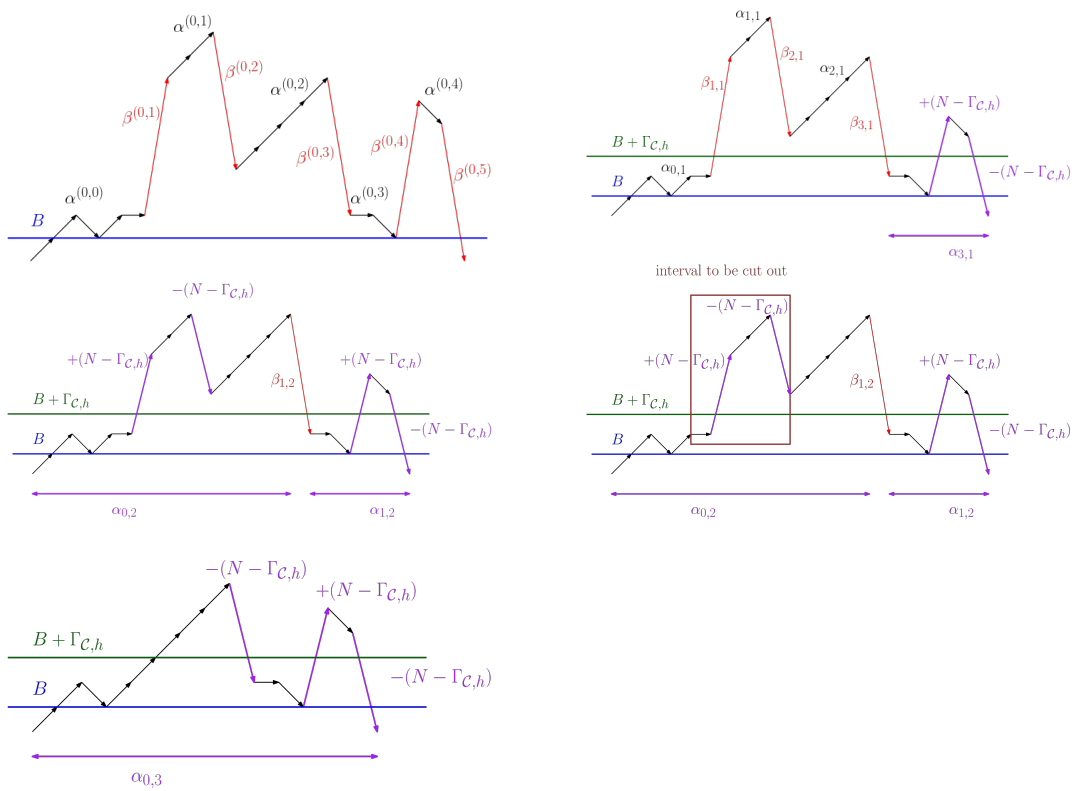 α^(0,1)
β^(0,2)
α^(0,2)
α^(0,4)
β^(0,1)
β^(0,3)
β^(0,4)
β^(0,5)
α^(0,0)
α^(0,3)
B
α_{1,1}
β_{2,1}
α_{2,1}
β_{1,1}
β_{3,1}
+(N − Γ_{𝒞,h})
B + Γ_{𝒞,h}
α_{0,1}
−(N − Γ_{𝒞,h})
B
α_{3,1}
−(N − Γ_{𝒞,h})
+(N − Γ_{𝒞,h})
+(N − Γ_{𝒞,h})
β_{1,2}
B + Γ_{𝒞,h}
−(N − Γ_{𝒞,h})
B
α_{0,2}
α_{1,2}
interval to be cut out
−(N − Γ_{𝒞,h})
+(N − Γ_{𝒞,h})
+(N − Γ_{𝒞,h})
β_{1,2}
B + Γ_{𝒞,h}
−(N − Γ_{𝒞,h})
B
α_{0,2}
α_{1,2}
−(N − Γ_{𝒞,h})
+(N − Γ_{𝒞,h})
B + Γ_{𝒞,h}
−(N − Γ_{𝒞,h})
B
α_{0,3}